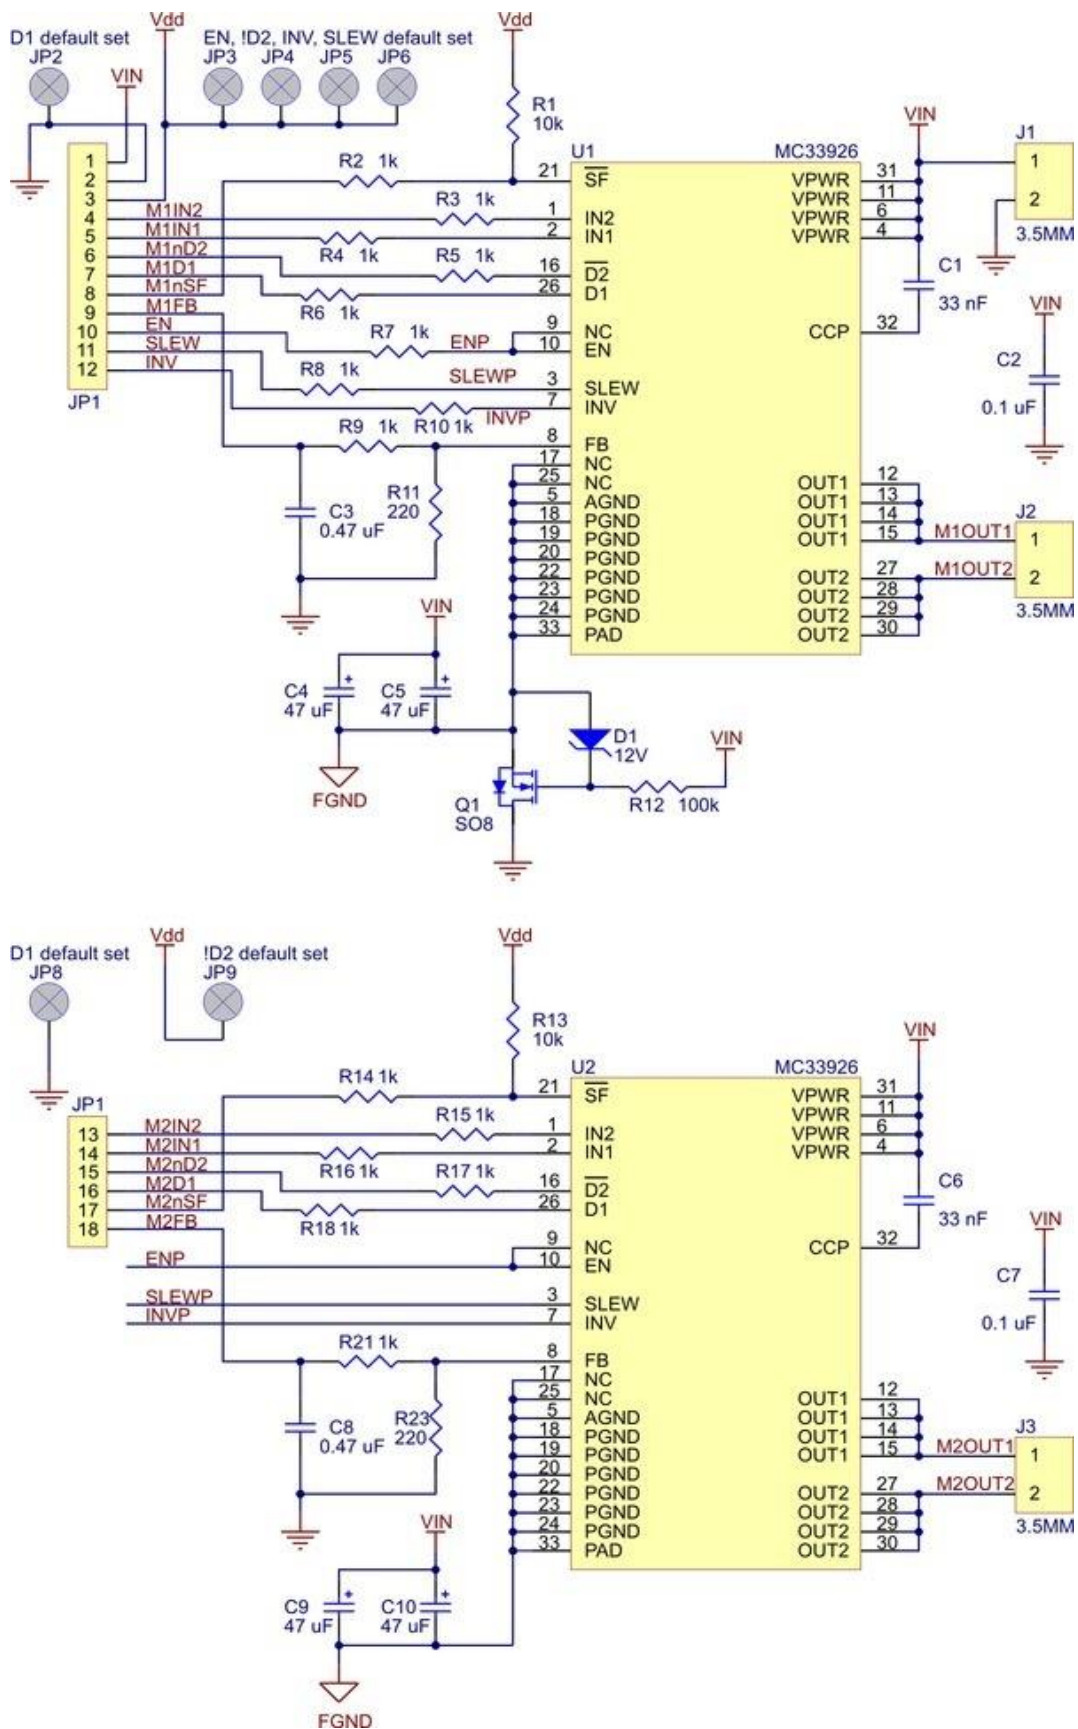 Vdd
Vdd
D1 default set
EN, !D2, INV, SLEW default set
JP2
JP3
JP4
JP5
JP6
VIN
R1
10k
VIN
J1
U1
MC33926
1
2
3
4
5
6
7
8
9
10
11
12
JP1
M1IN2
M1IN1
M1nD2
M1D1
M1nSF
M1FB
EN
SLEW
INV
R2 1k
R3 1k
R4 1k
R5 1k
R6 1k
R7 1k
ENP
R8 1k
SLEWP
R10 1k
INVP
R9 1k
R11
220
C3
0.47 uF
21 SF
1 IN2
2 IN1
16 D2
26 D1
9 NC
10 EN
3 SLEW
7 INV
8 FB
17 NC
25 NC
5 AGND
18 PGND
19 PGND
20 PGND
22 PGND
23 PGND
24 PGND
33 PAD
VPWR 31
VPWR 11
VPWR 6
VPWR 4
CCP 32
OUT1 12
OUT1 13
OUT1 14
OUT1 15
OUT2 27
OUT2 28
OUT2 29
OUT2 30
1
2
3.5MM
C1
33 nF
VIN
C2
0.1 uF
J2
M1OUT1
1
M1OUT2
2
3.5MM
VIN
C4
47 uF
+
C5
47 uF
+
FGND
D1
12V
VIN
R12 100k
Q1
SO8
D1 default set
JP8
Vdd
!D2 default set
JP9
Vdd
R13
10k
VIN
U2
MC33926
JP1
13
14
15
16
17
18
M2IN2
M2IN1
M2nD2
M2D1
M2nSF
M2FB
ENP
SLEWP
INVP
R14 1k
R15 1k
R16 1k
R17 1k
R18 1k
R21 1k
R23
220
C8
0.47 uF
21 SF
1 IN2
2 IN1
16 D2
26 D1
9 NC
10 EN
3 SLEW
7 INV
8 FB
17 NC
25 NC
5 AGND
18 PGND
19 PGND
20 PGND
22 PGND
23 PGND
24 PGND
33 PAD
VPWR 31
VPWR 11
VPWR 6
VPWR 4
CCP 32
OUT1 12
OUT1 13
OUT1 14
OUT1 15
OUT2 27
OUT2 28
OUT2 29
OUT2 30
C6
33 nF
VIN
C7
0.1 uF
J3
M2OUT1
1
M2OUT2
2
3.5MM
VIN
C9
47 uF
+
C10
47 uF
+
FGND